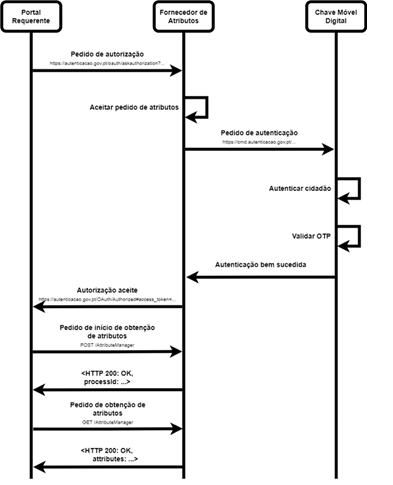 Portal
Requerente
Fornecedor de
Atributos
Chave Móvel
Digital
Pedido de autorização
https://autenticacao.gov.pt/oauth/askauthorization?...
Aceitar pedido de atributos
Pedido de autenticação
https://cmd.autenticacao.gov.pt/...
Autenticar cidadão
Validar OTP
Autenticação bem sucedida
Autorização aceite
https://autenticacao.gov.pt/OAuth/Authorized#access_token=...
Pedido de início de obtenção
de atributos
POST /AttributeManager
<HTTP 200: OK,
processId: ...>
Pedido de obtenção de
atributos
GET /AttributeManager
<HTTP 200: OK,
attributes: ...>